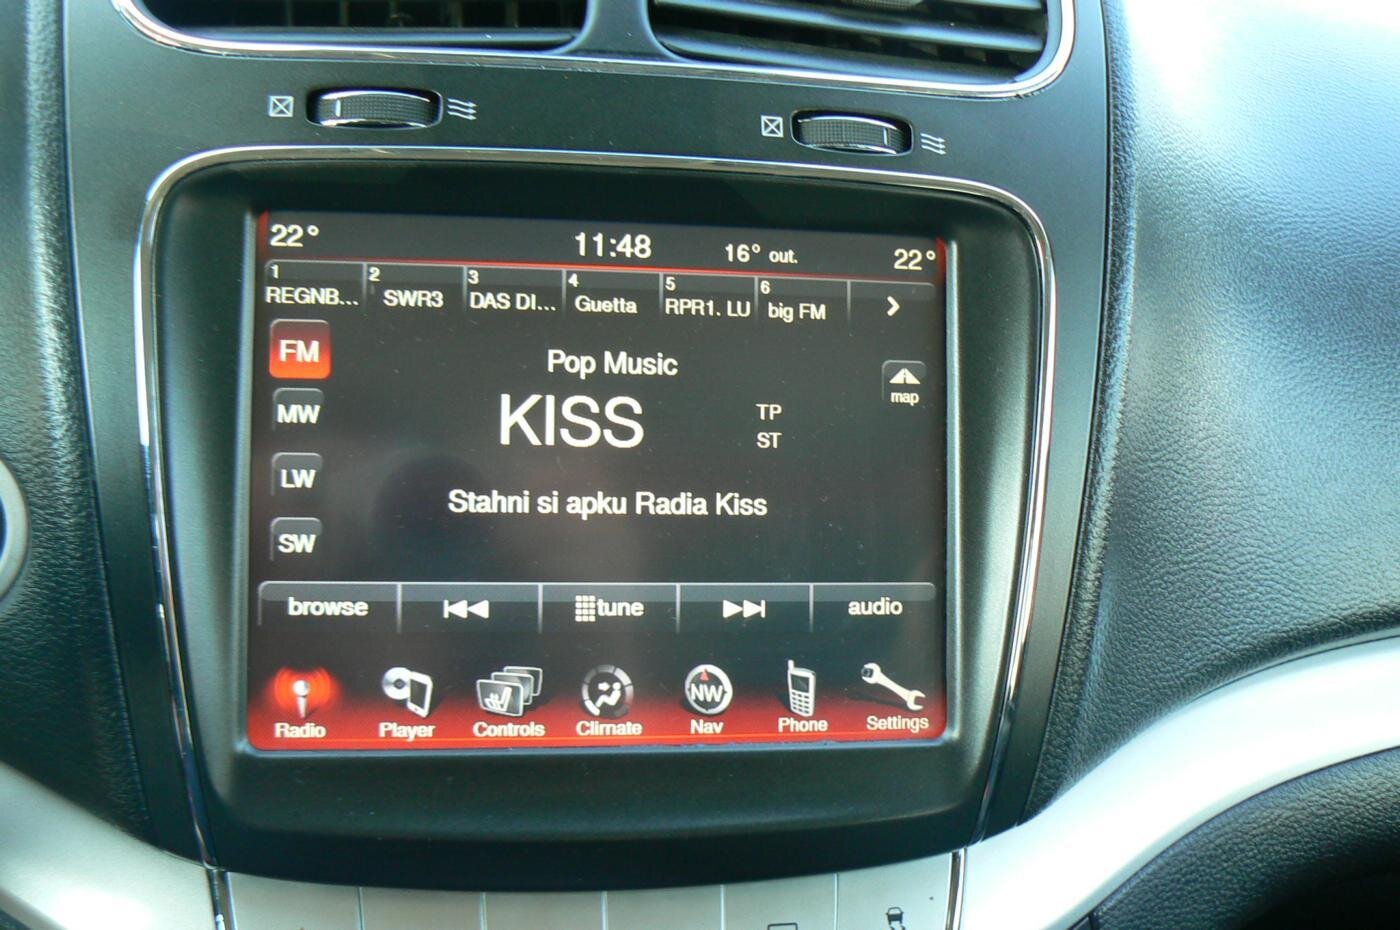 22° 11:48 16° out. 22°
1 2 3 4 5 6
REGNB... SWR3 DAS DI... Guetta RPR1. LU big FM
FM
Pop Music
map
MW
KISS
TP
ST
LW
Stahni si apku Radia Kiss
SW
browse tune audio
NW
Radio Player Controls Climate Nav Phone Settings